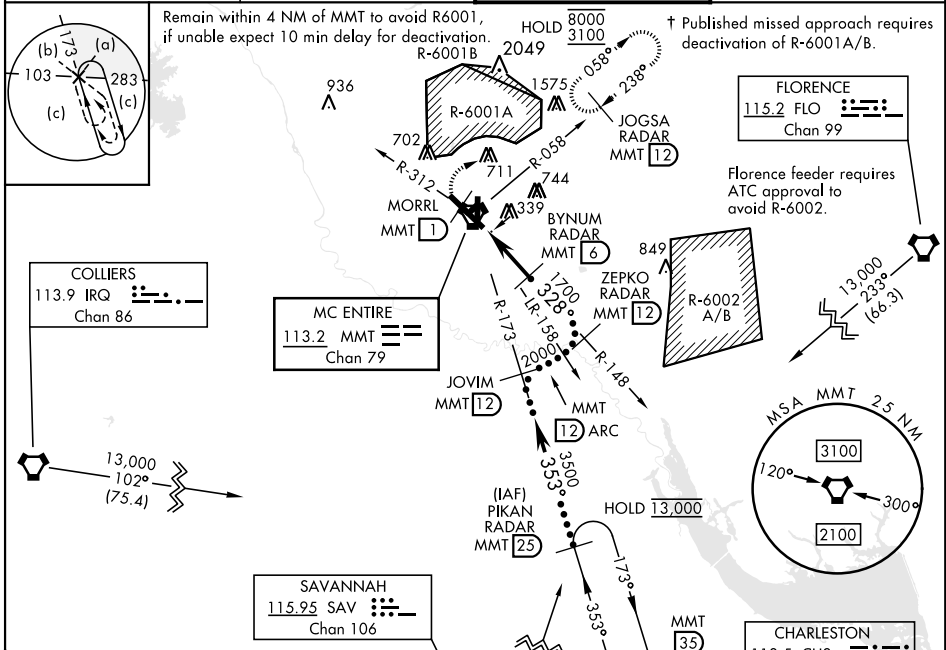 Remain within 4 NM of MMT to avoid R6001,
if unable expect 10 min delay for deactivation.
HOLD 8000
3100
† Published missed approach requires
deactivation of R-6001A/B.
173
(b)
(a)
103
283
(c)
(c)
R-6001B
2049
936
R-6001A
1575
058°
238°
JOGSA
RADAR
MMT 12
FLORENCE
115.2 FLO
Chan 99
702
711
R-058
R-312
744
339
MORRL
MMT 1
Florence feeder requires
ATC approval to
avoid R-6002.
BYNUM
RADAR
MMT 6
849
ZEPKO
RADAR
MMT 12
R-6002
A/B
13,000
233°
(66.3)
COLLIERS
113.9 IRQ
Chan 86
MC ENTIRE
113.2 MMT
Chan 79
1700
328°
LR-158
R-173
R-148
2000
JOVIM
MMT 12
MMT
12 ARC
MSA MMT 25 NM
3100
120°
300°
2100
13,000
102°
(75.4)
3500
353°
(IAF)
PIKAN
RADAR
MMT 25
HOLD 13,000
173°
353°
SAVANNAH
115.95 SAV
Chan 106
MMT
35
CHARLESTON